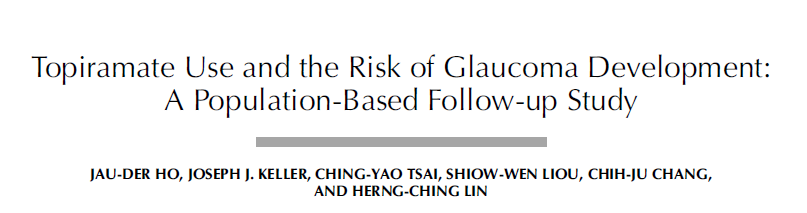 Topiramate Use and the Risk of Glaucoma Development:
A Population-Based Follow-up Study
JAU-DER HO, JOSEPH J. KELLER, CHING-YAO TSAI, SHIOW-WEN LIOU, CHIH-JU CHANG,
AND HERNG-CHING LIN